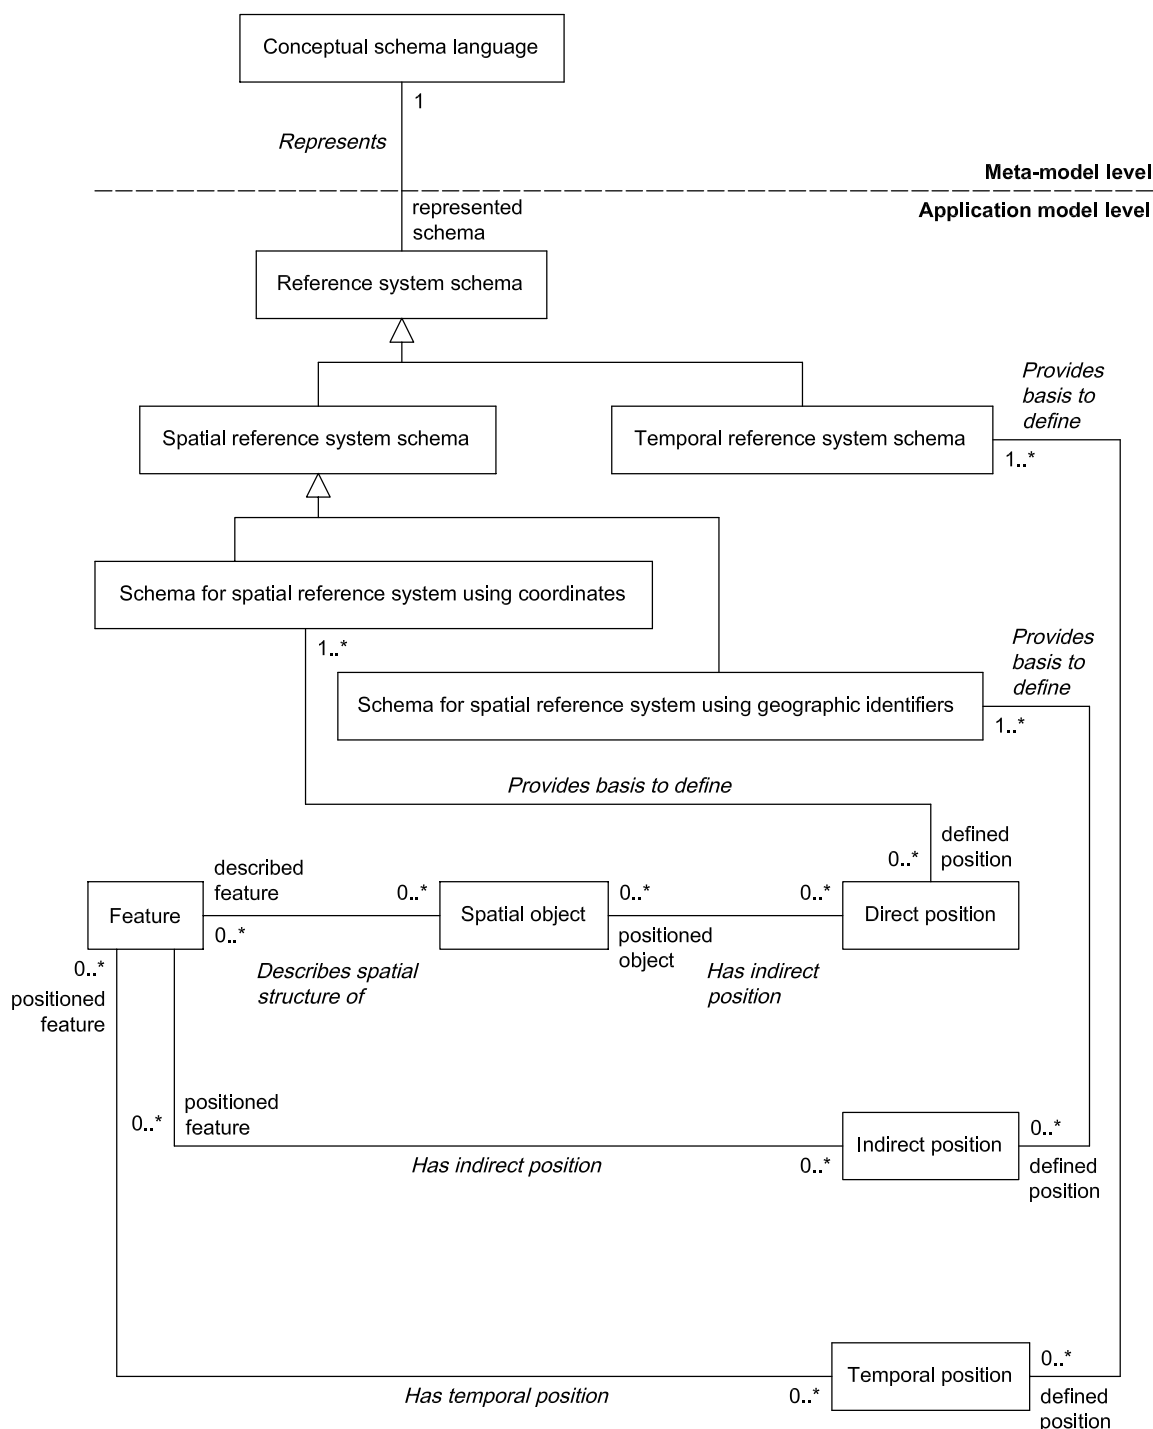 Conceptual schema language
1
Represents
Meta-model level
Application model level
represented
schema
Reference system schema
Provides
basis to
define
Spatial reference system schema
Temporal reference system schema
1..*
Schema for spatial reference system using coordinates
1..*
Provides
basis to
define
Schema for spatial reference system using geographic identifiers
1..*
Provides basis to define
defined
position
0..*
described
feature
0..*
0..*
0..*
Feature
Spatial object
Direct position
0..*
positioned
object
0..*
positioned
feature
Describes spatial
structure of
Has indirect
position
positioned
feature
0..*
0..*
Indirect position
Has indirect position
0..*
defined
position
0..*
Temporal position
Has temporal position
0..*
defined
position